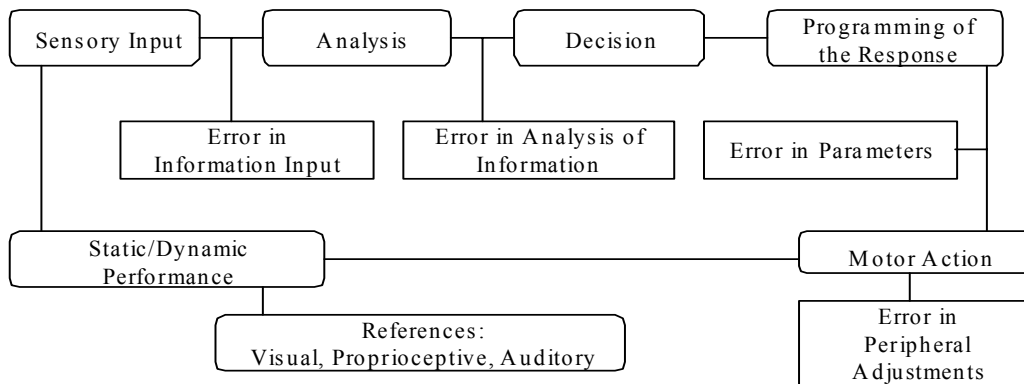 Sensory Input
Analysis
Decision
Programming of
the Response
Error in
Information Input
Error in Analysis of
Information
Error in Parameters
Static/Dynamic
Performance
Motor Action
References:
Visual, Proprioceptive, Auditory
Error in
Peripheral
Adjustments